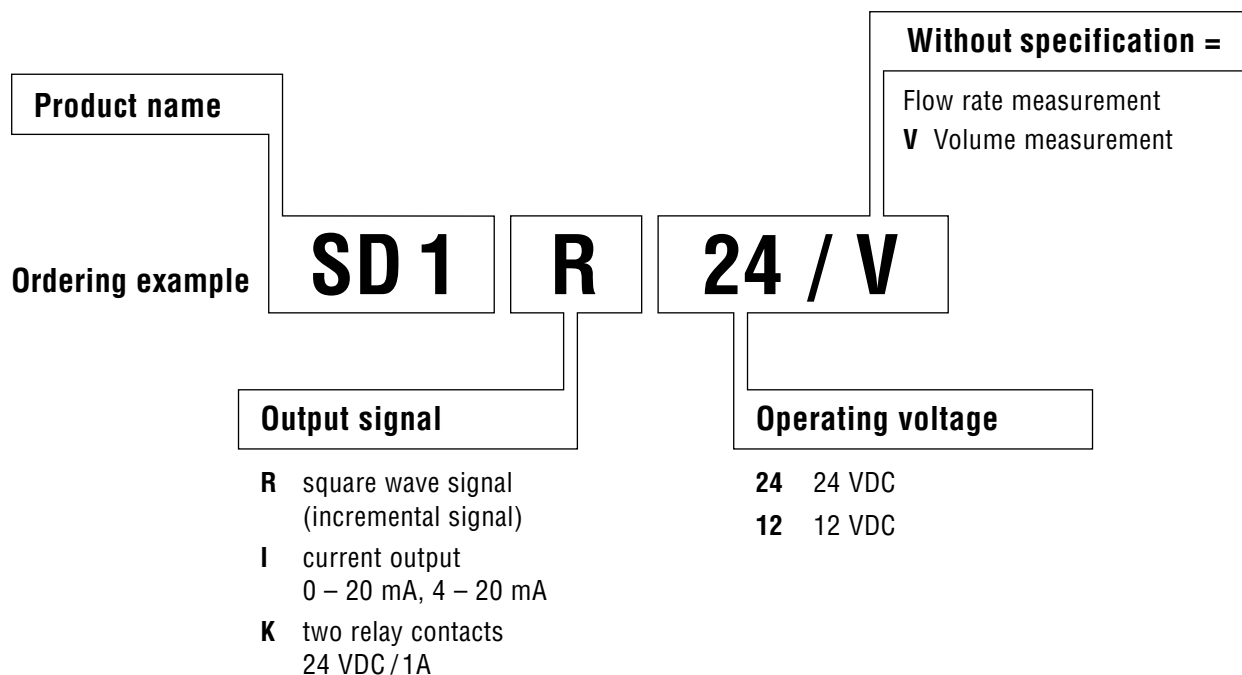 Without specification =
Flow rate measurement
V Volume measurement
Product name
Ordering example
SD 1 R 24 / V
Output signal
R square wave signal
(incremental signal)
I current output
0 – 20 mA, 4 – 20 mA
K two relay contacts
24 VDC / 1A
Operating voltage
24 24 VDC
12 12 VDC